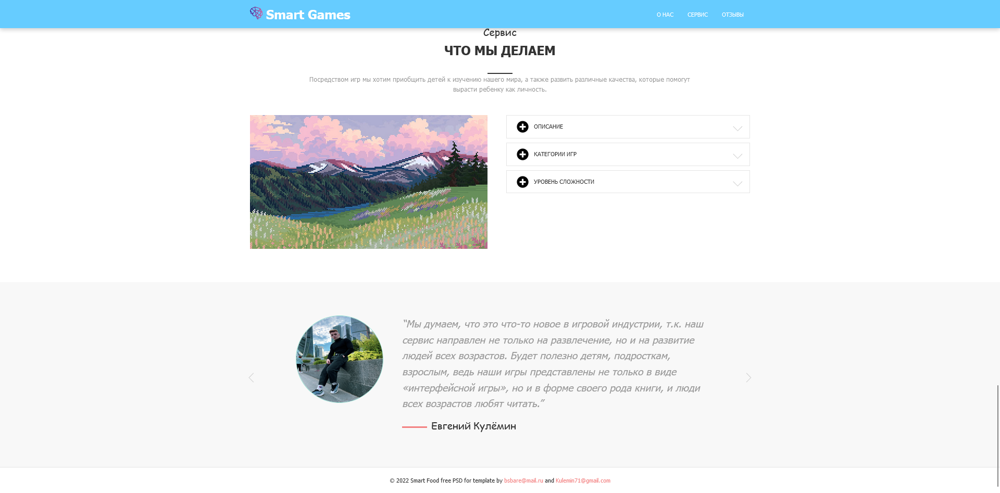 Smart Games
О НАС
СЕРВИС
ОТЗЫВЫ
Сервис
ЧТО МЫ ДЕЛАЕМ
Посредством игр мы хотим приобщить детей к изучению нашего мира, а также развить различные качества, которые помогут
вырасти ребенку как личность.
ОПИСАНИЕ
КАТЕГОРИИ ИГР
УРОВЕНЬ СЛОЖНОСТИ
“Мы думаем, что это что-то новое в игровой индустрии, т.к. наш
сервис направлен не только на развлечение, но и на развитие
людей всех возрастов. Будет полезно детям, подросткам,
взрослым, ведь наши игры представлены не только в виде
«интерфейсной игры», но и в форме своего рода книги, и люди
всех возрастов любят читать.”
Евгений Кулёмин
© 2022 Smart Food free PSD for template by bsbare@mail.ru and Kulemin71@gmail.com